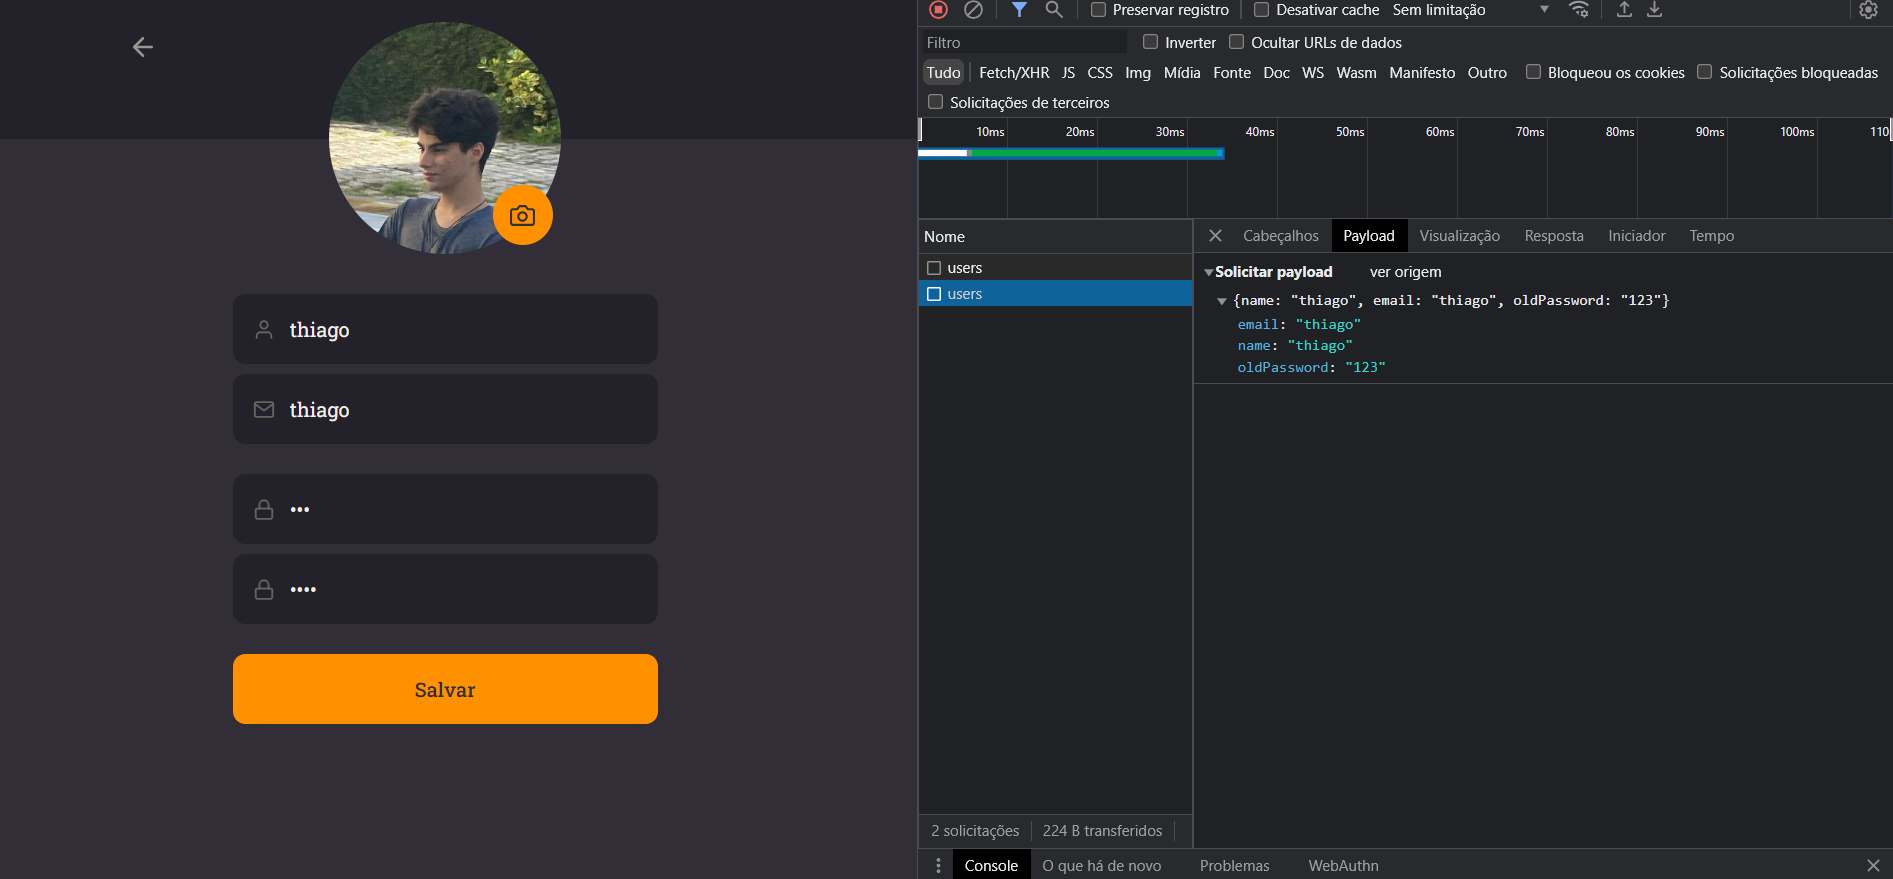 thiago
thiago
•••
••••
Salvar
Preservar registro
Desativar cache
Sem limitação
Filtro
Inverter
Ocultar URLs de dados
Tudo
Fetch/XHR
JS
CSS
Img
Mídia
Fonte
Doc
WS
Wasm
Manifesto
Outro
Bloqueou os cookies
Solicitações bloqueadas
Solicitações de terceiros
10ms
20ms
30ms
40ms
50ms
60ms
70ms
80ms
90ms
100ms
110
Nome
users
users
2 solicitações
224 B transferidos
Cabeçalhos
Payload
Visualização
Resposta
Iniciador
Tempo
Solicitar payload
ver origem
{name: "thiago", email: "thiago", oldPassword: "123"}
email: "thiago"
name: "thiago"
oldPassword: "123"
Console
O que há de novo
Problemas
WebAuthn